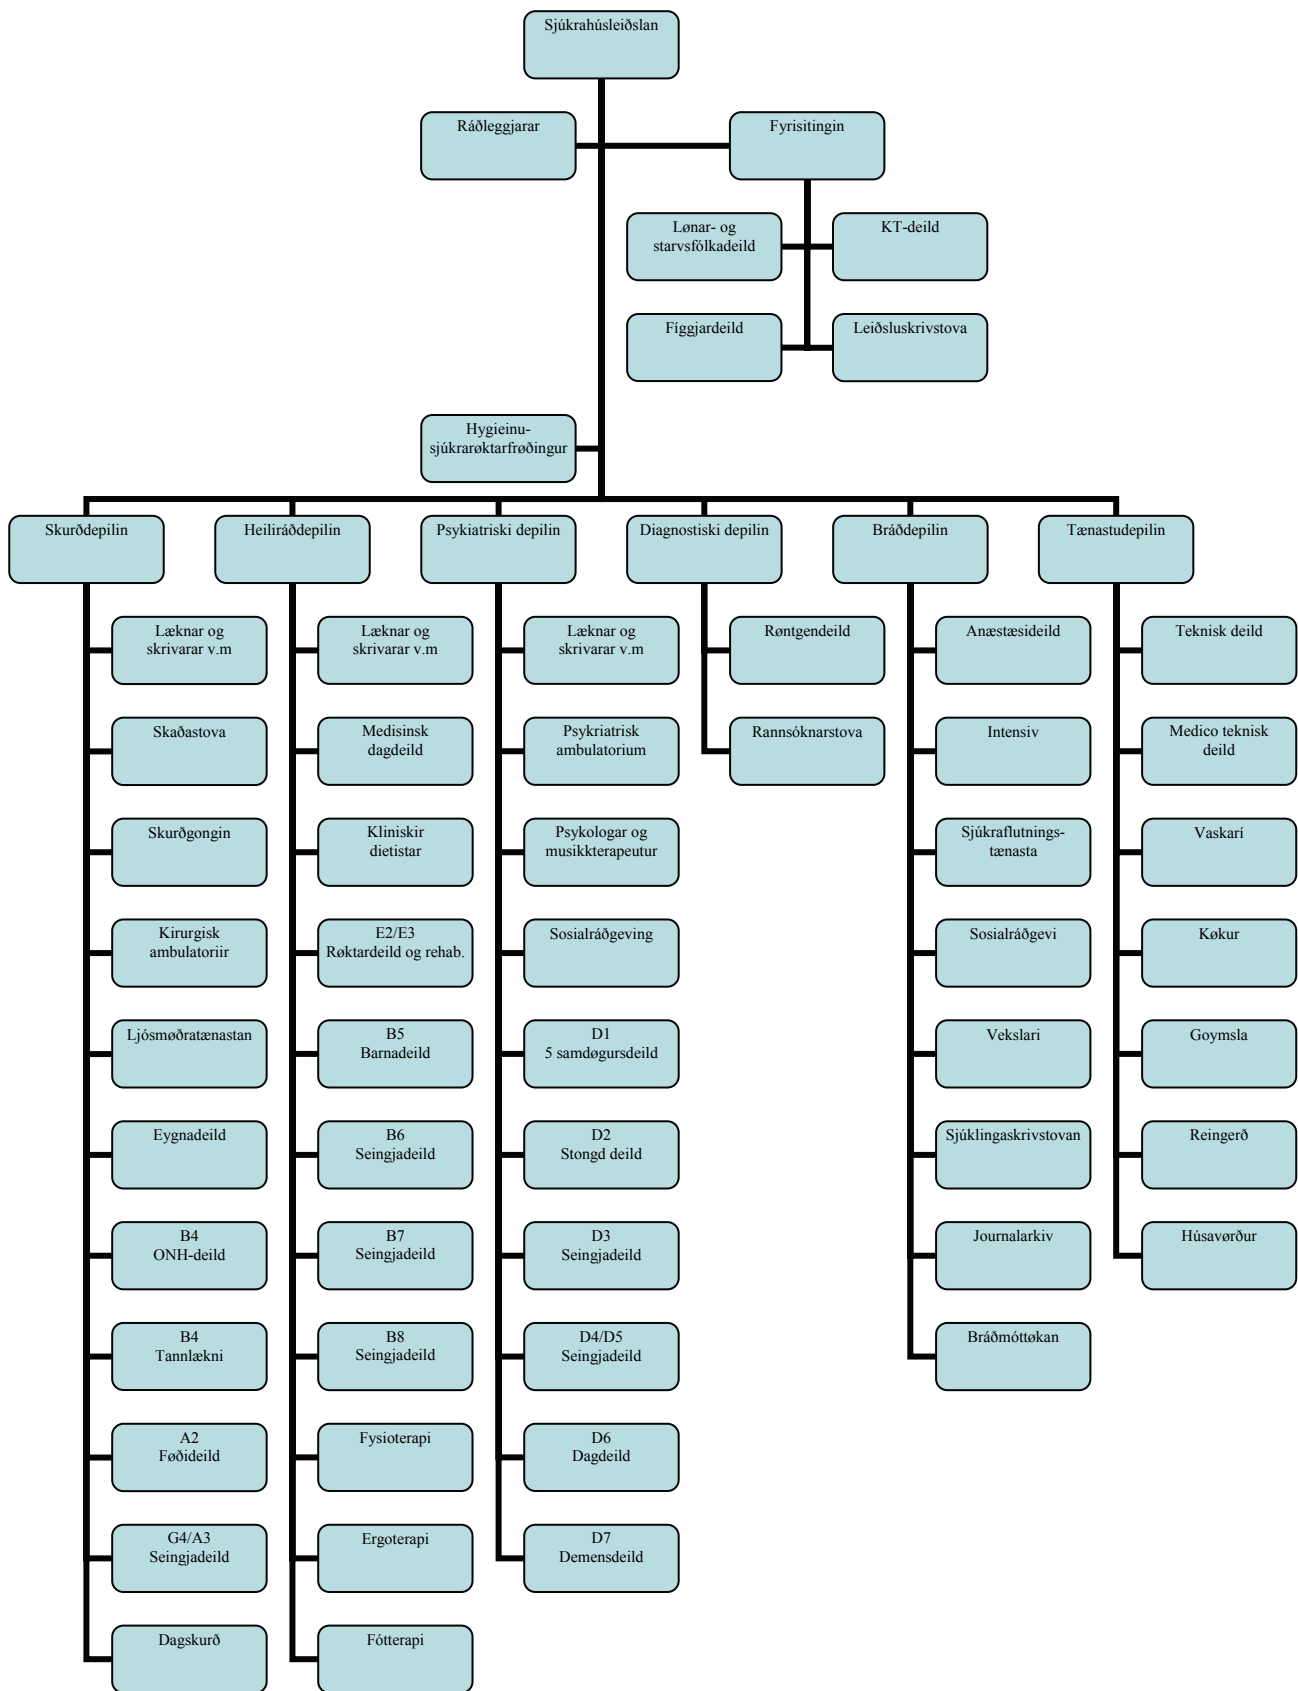 Sjúkrahúsleiðslan
Ráðleggjarar
Fyrisitingin
Lønar- og
starvsfólkadeild
KT-deild
Fíggjardeild
Leiðsluskrivstova
Hygieinu-
sjúkrarøktarfrøðingur
Skurðdepilin
Heiliráðdepilin
Psykiatriski depilin
Diagnostiski depilin
Bráðdepilin
Tænastudepilin
Læknar og
skrivarar v.m
Skaðastova
Skurðgongin
Kirurgisk
ambulatoriir
Ljósmøðratænastan
Eygnadeild
B4
ONH-deild
B4
Tannlækni
A2
Føðideild
G4/A3
Seingjadeild
Dagskurð
Læknar og
skrivarar v.m
Medisinsk
dagdeild
Kliniskir
dietistar
E2/E3
Røktardeild og rehab.
B5
Barnadeild
B6
Seingjadeild
B7
Seingjadeild
B8
Seingjadeild
Fysioterapi
Ergoterapi
Fótterapi
Læknar og
skrivarar v.m
Psykriatrisk
ambulatorium
Psykologar og
musikkterapeutur
Sosialráðgeving
D1
5 samdøgursdeild
D2
Stongd deild
D3
Seingjadeild
D4/D5
Seingjadeild
D6
Dagdeild
D7
Demensdeild
Røntgendeild
Rannsóknarstova
Anæstæsideild
Intensiv
Sjúkraflutnings-
tænasta
Sosialráðgevi
Vekslari
Sjúklingaskrivstovan
Journalarkiv
Bráðmóttøkan
Teknisk deild
Medico teknisk
deild
Vaskarí
Køkur
Goymsla
Reingerð
Húsavørður